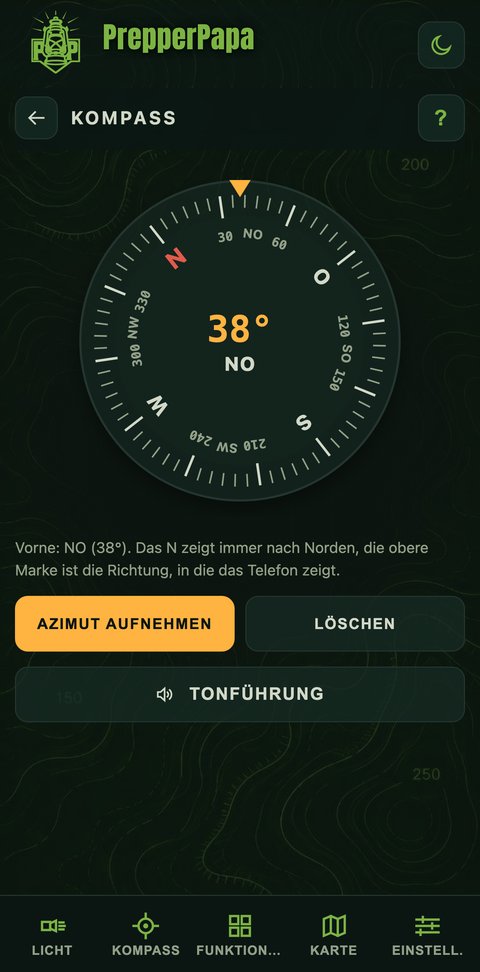 PrepperPapa
P P
KOMPASS
?
200
30 NO 60
N
O
330
NW
300
120
SO
150
38°
NO
W
S
240 SW 210
Vorne: NO (38°). Das N zeigt immer nach Norden, die obere
Marke ist die Richtung, in die das Telefon zeigt.
AZIMUT AUFNEHMEN
LÖSCHEN
150
TONFÜHRUNG
250
LICHT
KOMPASS
FUNKTION...
KARTE
EINSTELL.